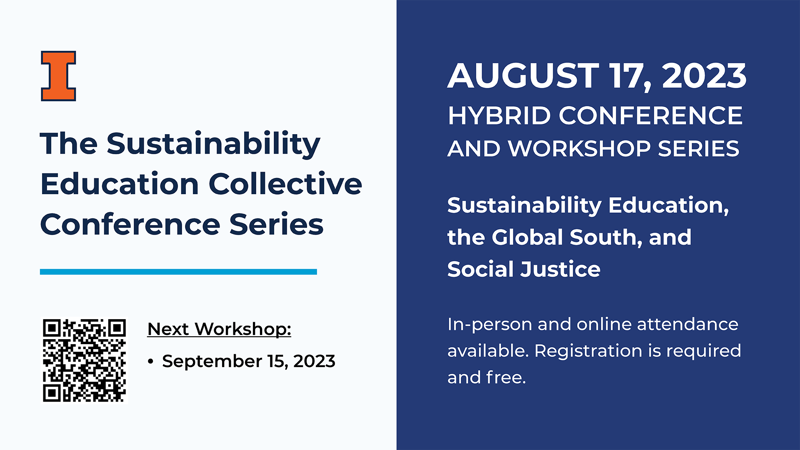 I
The Sustainability
Education Collective
Conference Series
Next Workshop:
• September 15, 2023
AUGUST 17, 2023
HYBRID CONFERENCE
AND WORKSHOP SERIES
Sustainability Education,
the Global South, and
Social Justice
In-person and online attendance
available. Registration is required
and free.